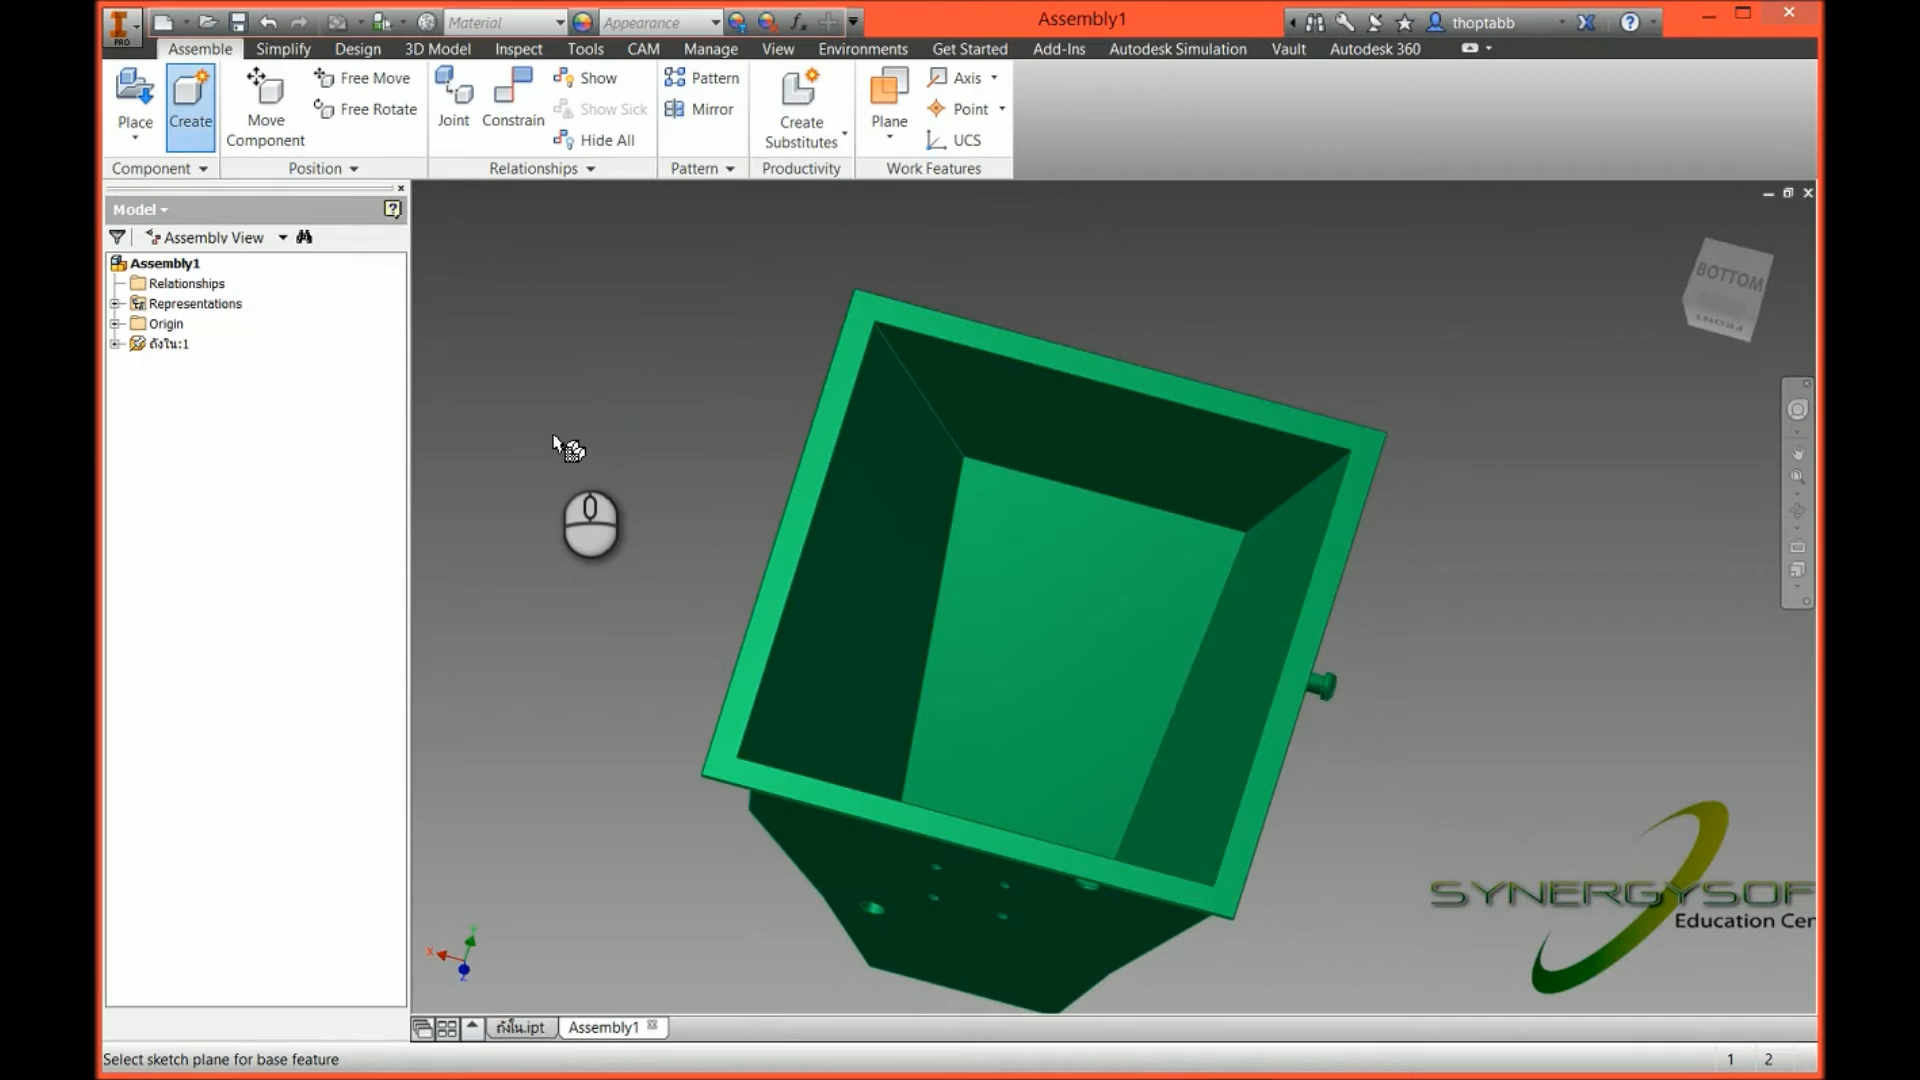 PRO
Material
Appearance
Assembly1
thoptabb
Assemble
Simplify
Design
3D Model
Inspect
Tools
CAM
Manage
View
Environments
Get Started
Add-Ins
Autodesk Simulation
Vault
Autodesk 360
Place
Create
Move Component
Free Move
Free Rotate
Joint
Constrain
Show
Show Sick
Hide All
Pattern
Mirror
Create Substitutes
Plane
Axis
Point
UCS
Component
Position
Relationships
Pattern
Productivity
Work Features
Model
Assembly View
Assembly1
Relationships
Representations
Origin
ถังใน:1
BOTTOM
FRONT
SYNERGYSOF
Education Cer
X
Y
Z
ถังใน.ipt
Assembly1
Select sketch plane for base feature
1
2